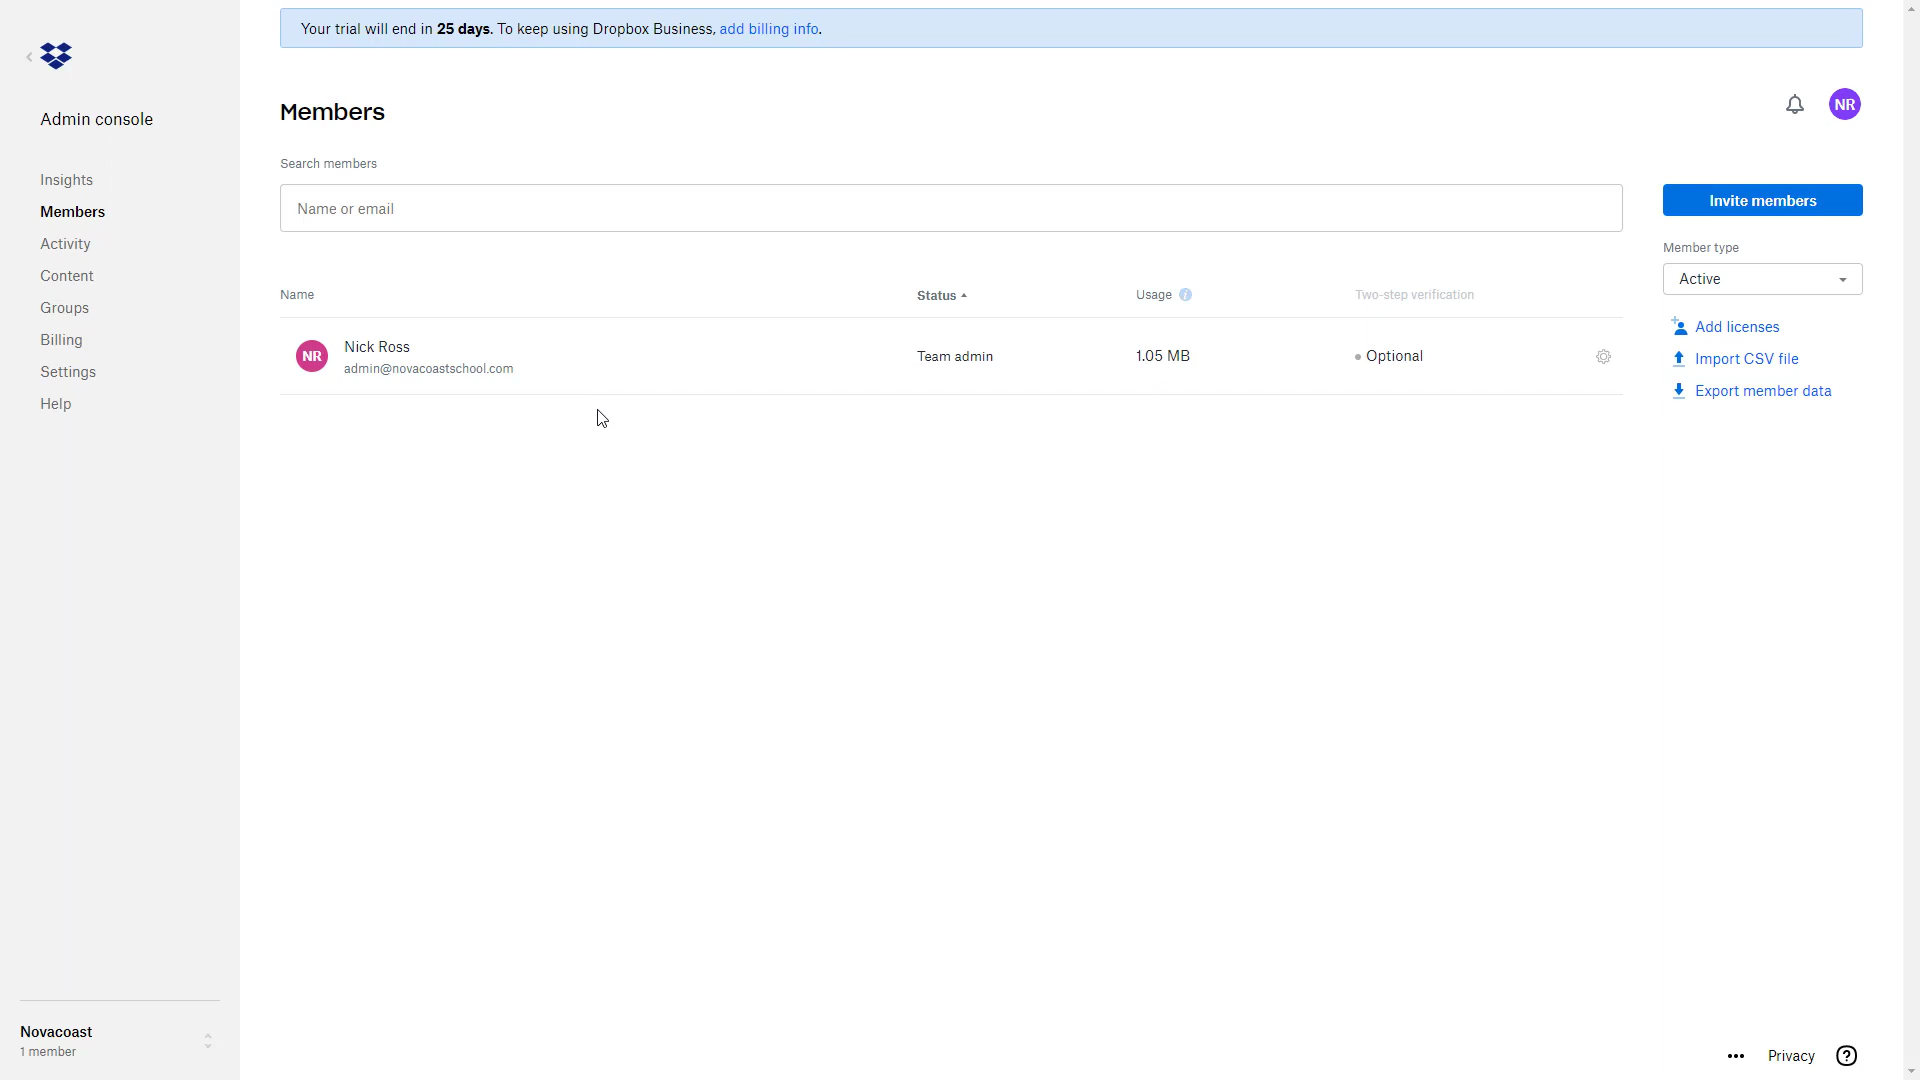 Your trial will end in 25 days. To keep using Dropbox Business, add billing info.
Admin console
Insights
Members
Activity
Content
Groups
Billing
Settings
Help
Novacoast
1 member
Members
NR
Search members
Name or email
Name
Status
Usage
Two-step verification
NR
Nick Ross
admin@novacoastschool.com
Team admin
1.05 MB
Optional
Invite members
Member type
Active
Add licenses
Import CSV file
Export member data
Privacy